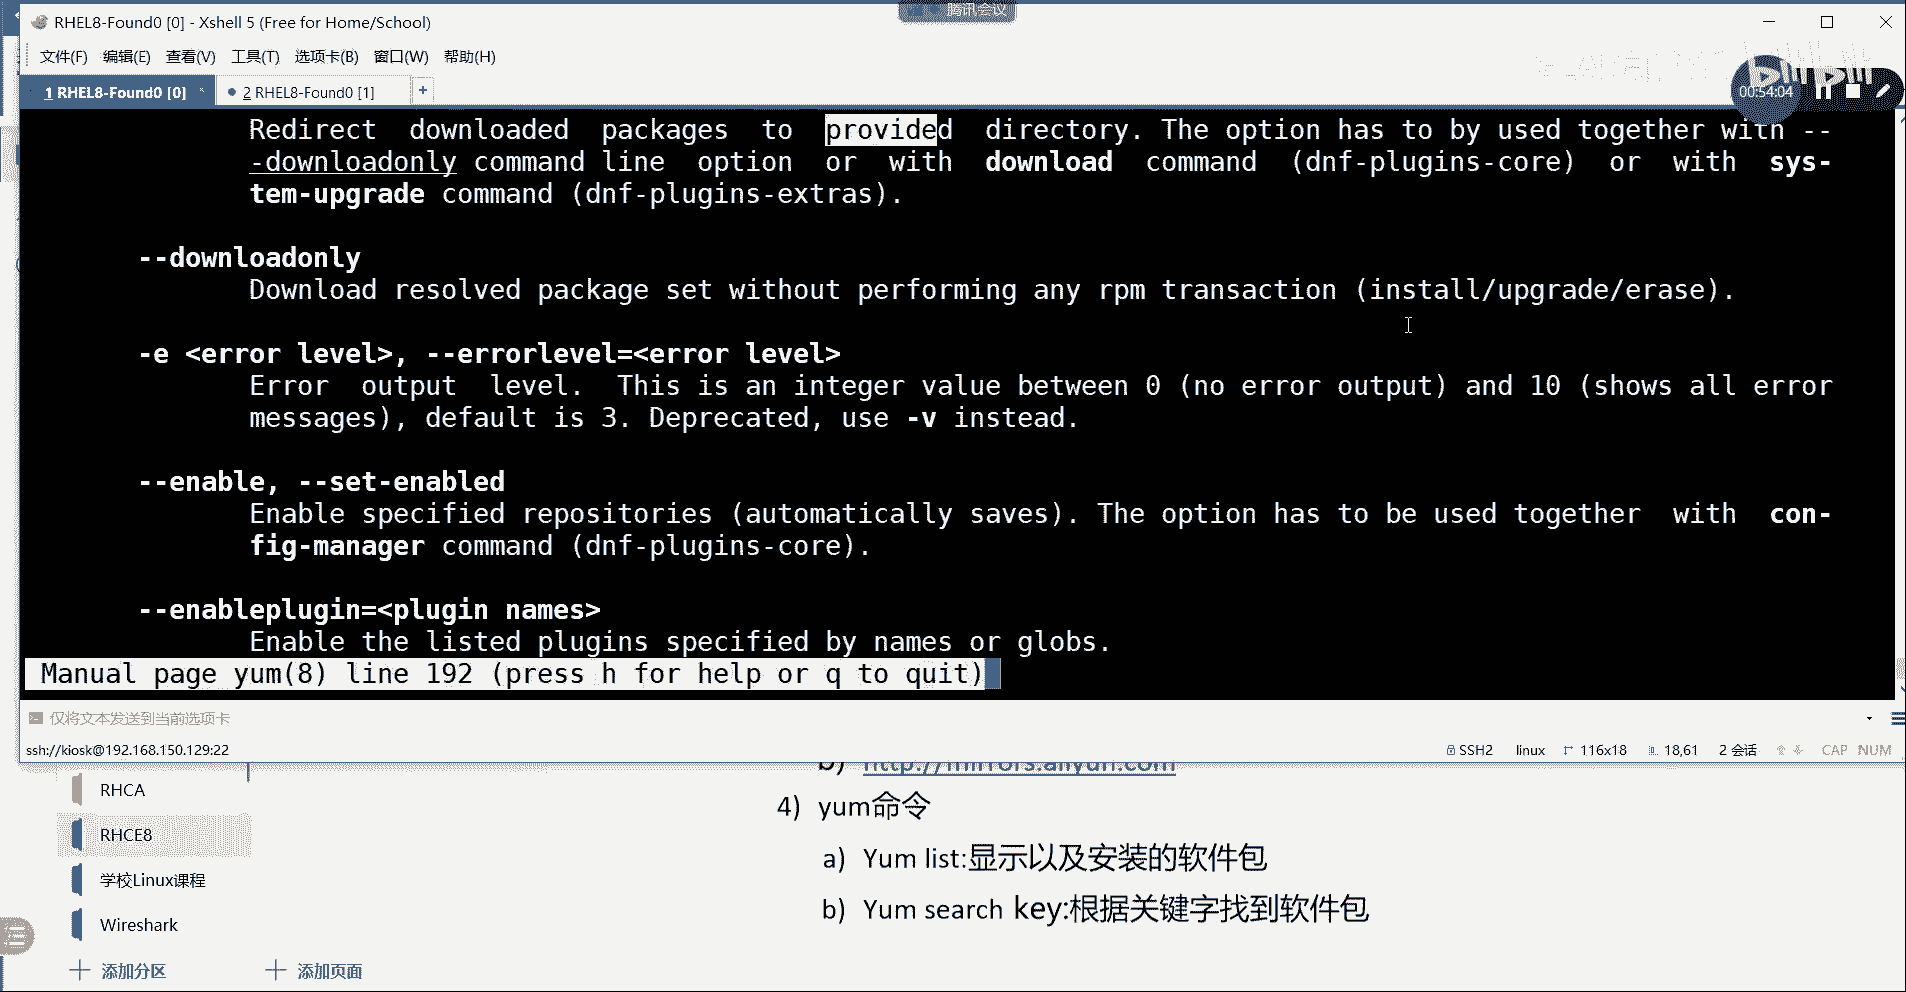 RHEL8-Found0 [0] - Xshell 5 (Free for Home/School)
腾讯会议
文件(F) 编辑(E) 查看(V) 工具(T) 选项卡(B) 窗口(W) 帮助(H)
1 RHEL8-Found0 [0] × 2 RHEL8-Found0 [1] +
bilibili
00:54:04
Redirect downloaded packages to provided directory. The option has to by used together with --
-downloadonly command line option or with download command (dnf-plugins-core) or with sys-
tem-upgrade command (dnf-plugins-extras).
--downloadonly
Download resolved package set without performing any rpm transaction (install/upgrade/erase).
-e <error level>, --errorlevel=<error level>
Error output level. This is an integer value between 0 (no error output) and 10 (shows all error
messages), default is 3. Deprecated, use -v instead.
--enable, --set-enabled
Enable specified repositories (automatically saves). The option has to be used together with con-
fig-manager command (dnf-plugins-core).
--enableplugin=<plugin names>
Enable the listed plugins specified by names or globs.
Manual page yum(8) line 192 (press h for help or q to quit)
仅将文本发送到当前选项卡
ssh://kiosk@192.168.150.129:22 SSH2 linux 116x18 18,61 2 会话 CAP NUM
b) http://mirrors.aliyun.com
RHCA
4) yum命令
RHCE8
a) Yum list:显示以及安装的软件包
学校Linux课程
b) Yum search key:根据关键字找到软件包
Wireshark
添加分区 添加页面